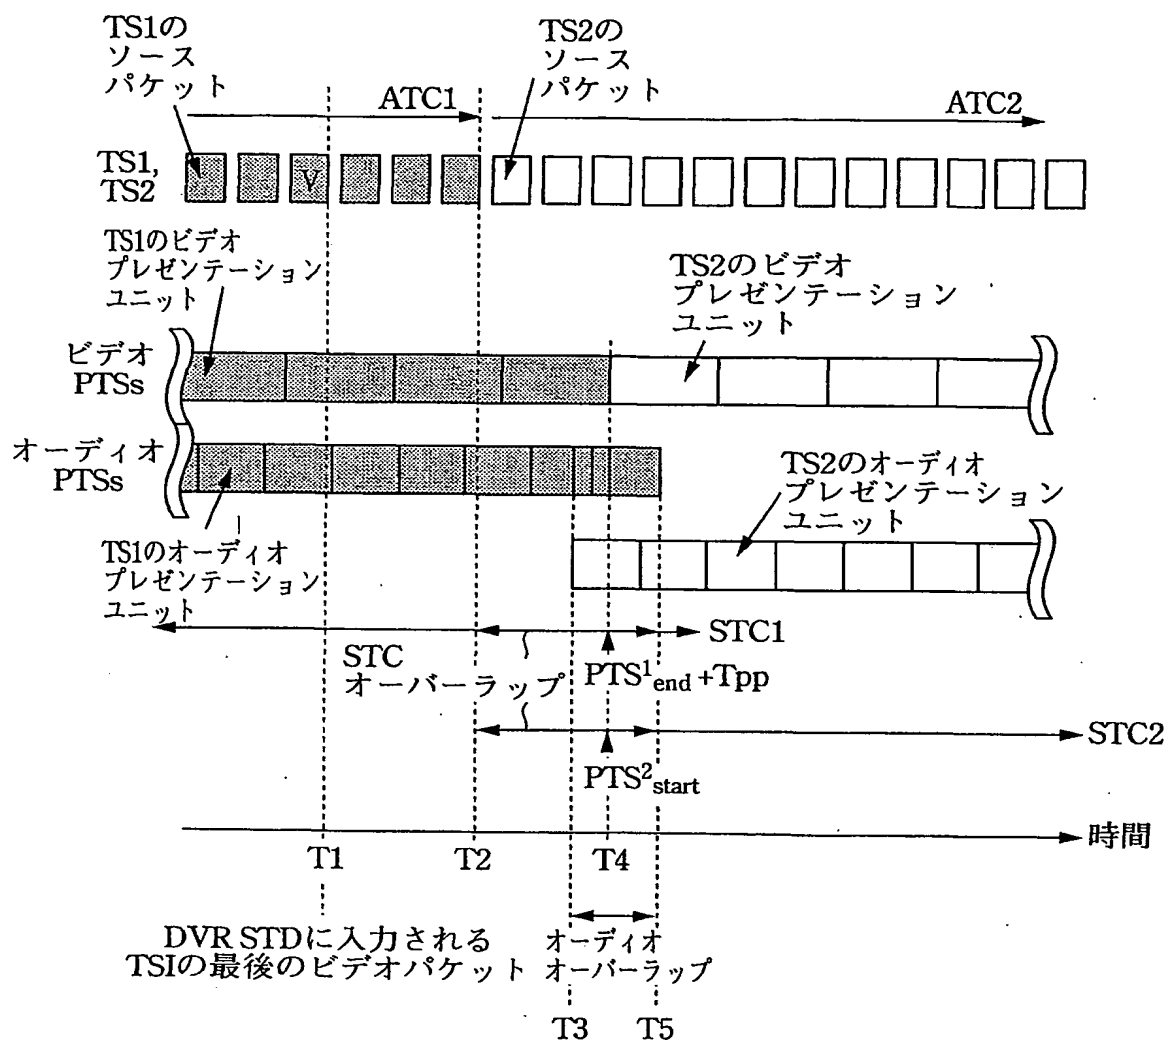 TS1の
ソース
パケット
TS2の
ソース
パケット
ATC1
ATC2
TS1,
TS2
V
TS1のビデオ
プレゼンテーション
ユニット
TS2のビデオ
プレゼンテーション
ユニット
ビデオ
PTSs
オーディオ
PTSs
TS2のオーディオ
プレゼンテーション
ユニット
TS1のオーディオ
プレゼンテーション
ユニット
STC1
STC
オーバーラップ
PTS¹end+Tpp
STC2
PTS²start
時間
T1
T2
T4
DVR STDに入力される
TSIの最後のビデオパケット
オーディオ
オーバーラップ
T3
T5